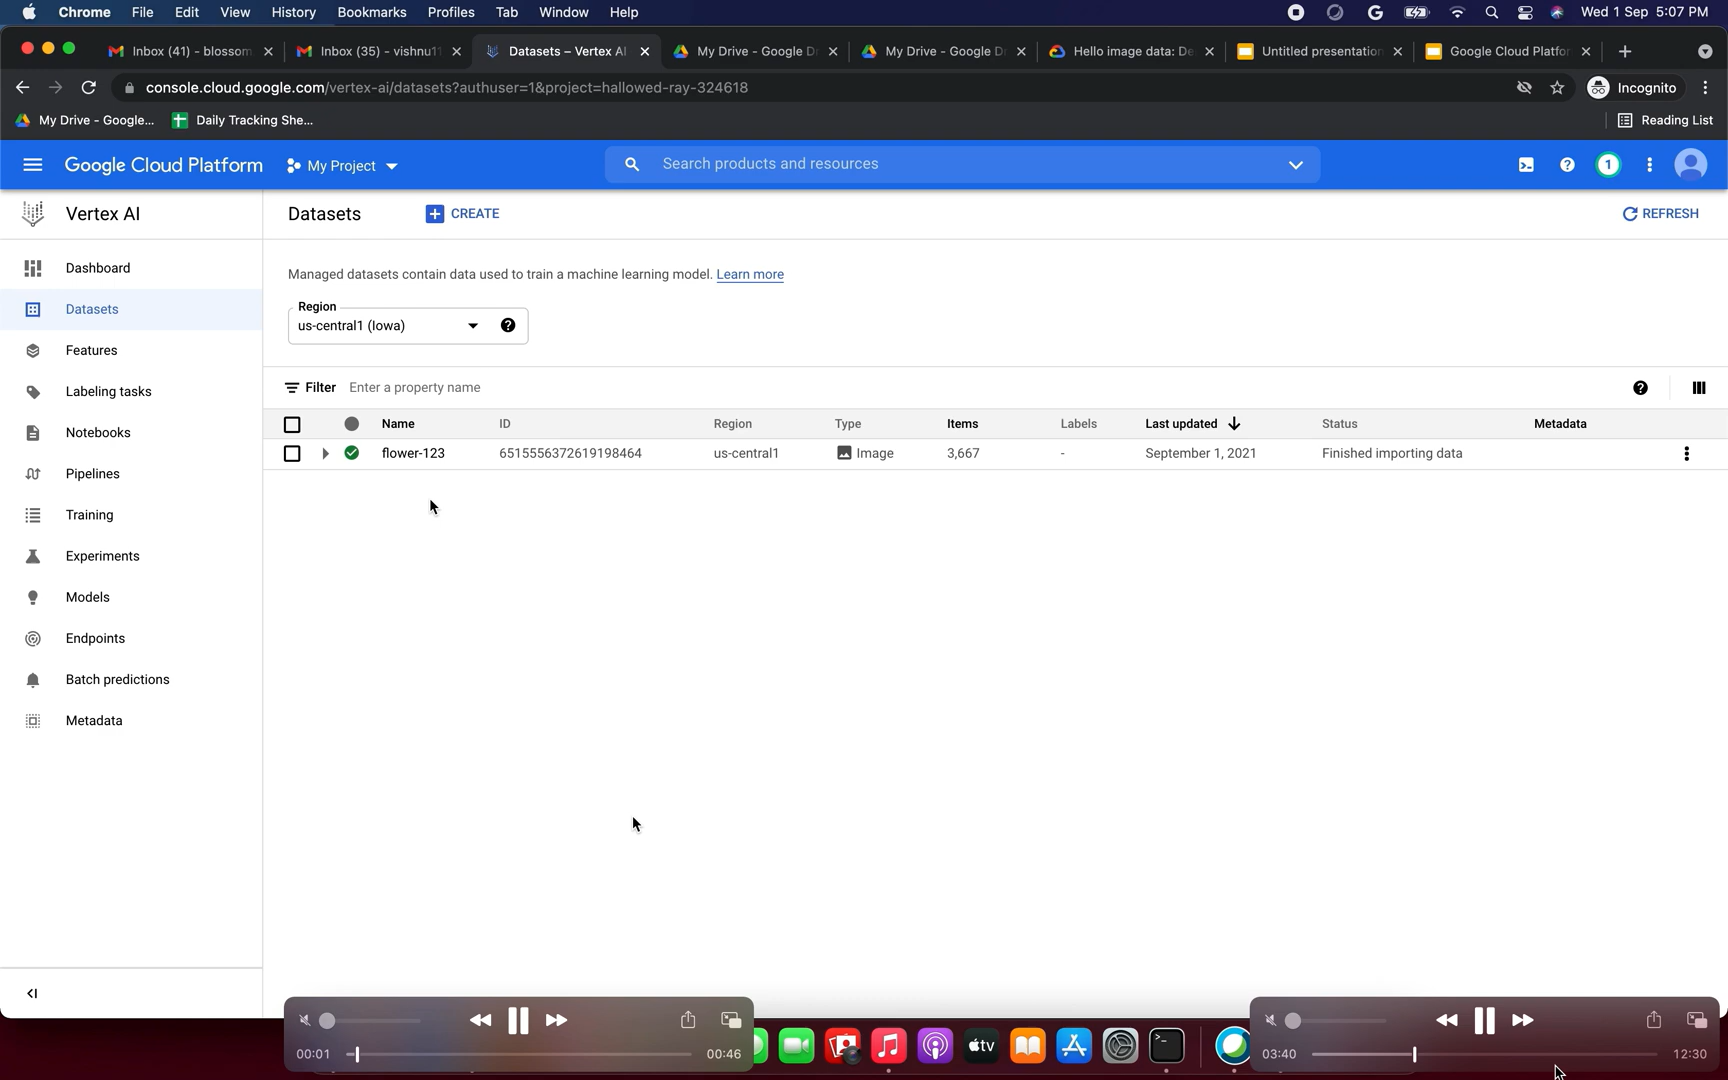 Chrome File Edit View History Bookmarks Profiles Tab Window Help Wed 1 Sep 5:07 PM
Inbox (41) - blossom Inbox (35) - vishnu1 Datasets – Vertex AI My Drive - Google D My Drive - Google D Hello image data: De Untitled presentation Google Cloud Platfo
console.cloud.google.com/vertex-ai/datasets?authuser=1&project=hallowed-ray-324618 Incognito
My Drive - Google... Daily Tracking She... Reading List
Google Cloud Platform My Project Search products and resources 1
Vertex AI
Datasets CREATE REFRESH
Dashboard
Datasets
Features
Labeling tasks
Notebooks
Pipelines
Training
Experiments
Models
Endpoints
Batch predictions
Metadata
Managed datasets contain data used to train a machine learning model. Learn more
Region
us-central1 (Iowa)
Filter Enter a property name
Name ID Region Type Items Labels Last updated Status Metadata
flower-123 6515556372619198464 us-central1 Image 3,667 - September 1, 2021 Finished importing data
tv
00:01 00:46
03:40 12:30